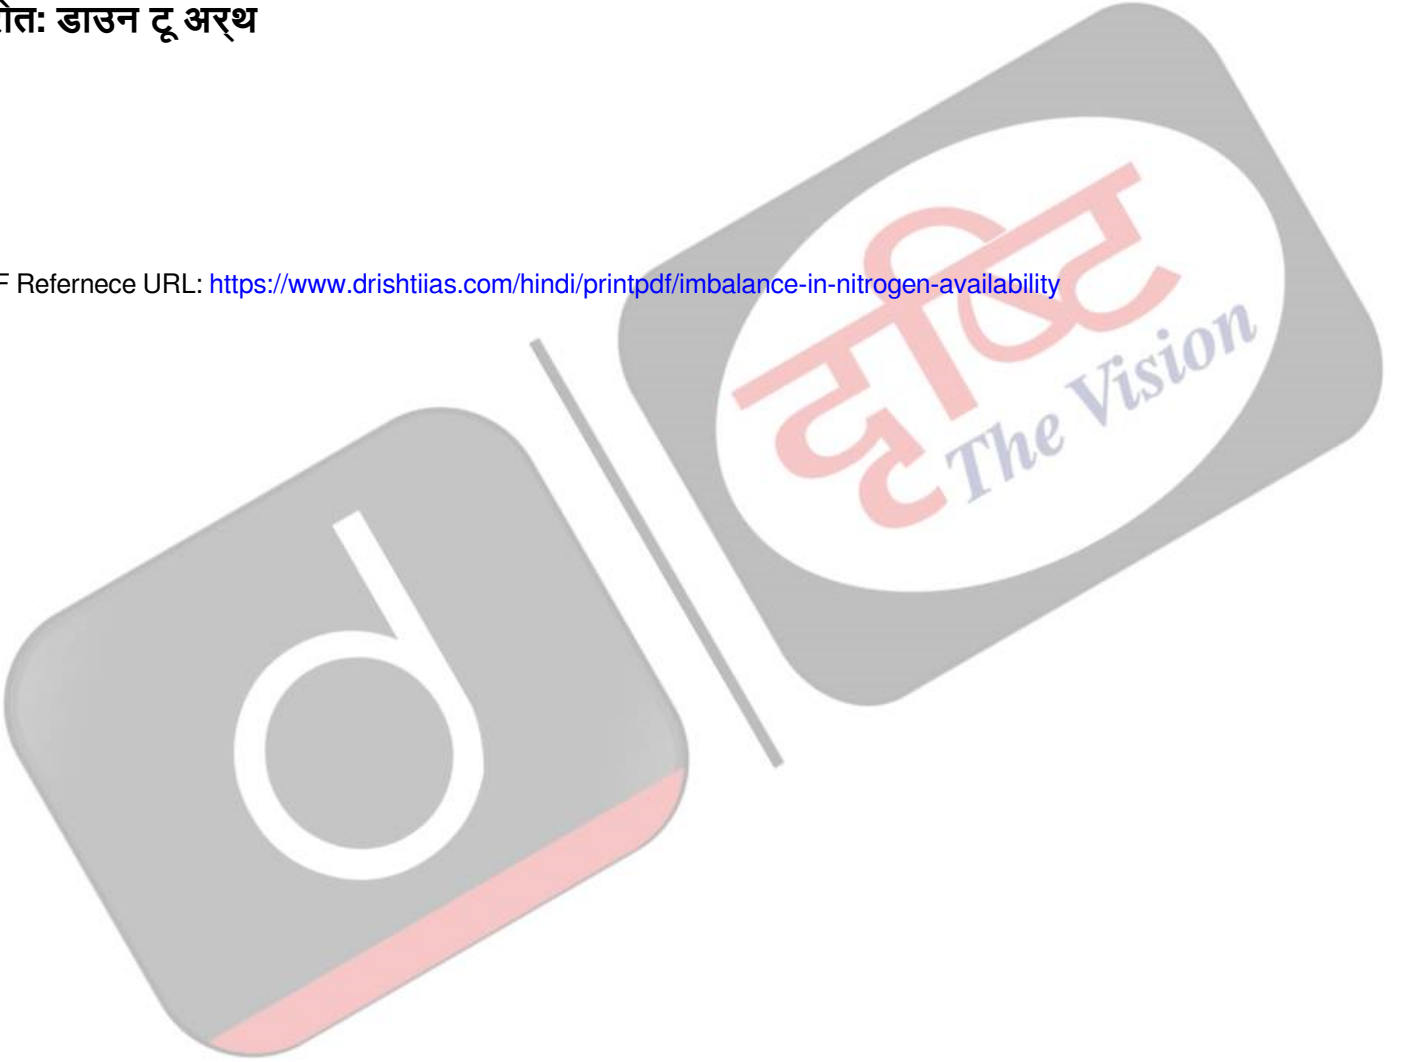 रोत: डाउन टू अर्थ
F Refernece URL: https://www.drishtiias.com/hindi/printpdf/imbalance-in-nitrogen-availability
दृष्टि
The Vision
d